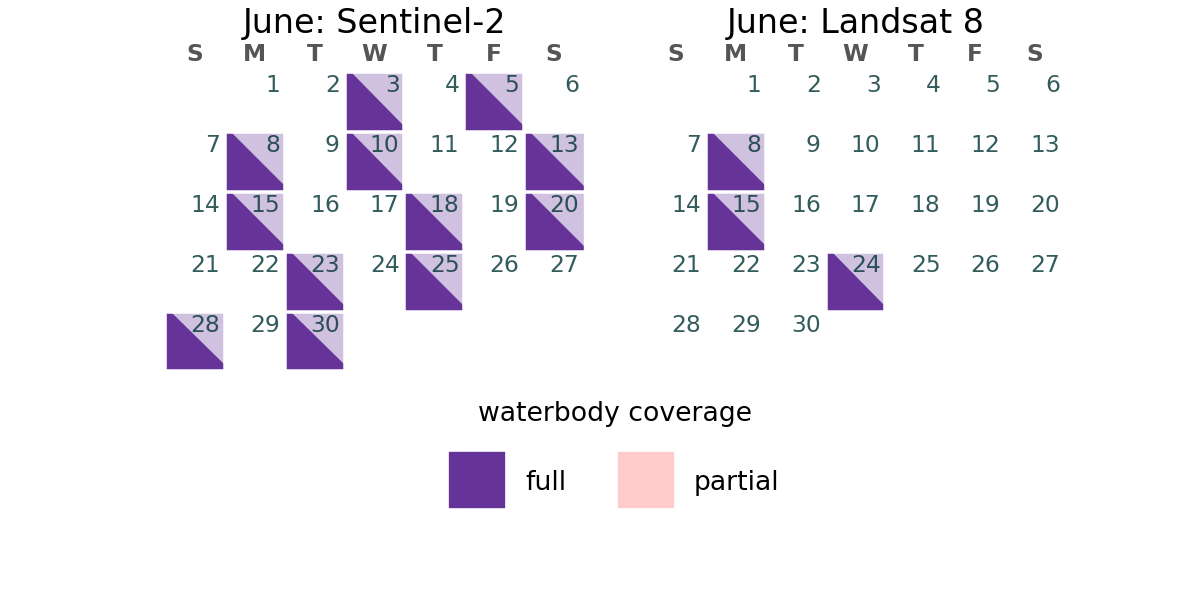 June: Sentinel-2
S M T W T F S
1 2 3 4 5 6
7 8 9 10 11 12 13
14 15 16 17 18 19 20
21 22 23 24 25 26 27
28 29 30
June: Landsat 8
S M T W T F S
1 2 3 4 5 6
7 8 9 10 11 12 13
14 15 16 17 18 19 20
21 22 23 24 25 26 27
28 29 30
waterbody coverage
full partial